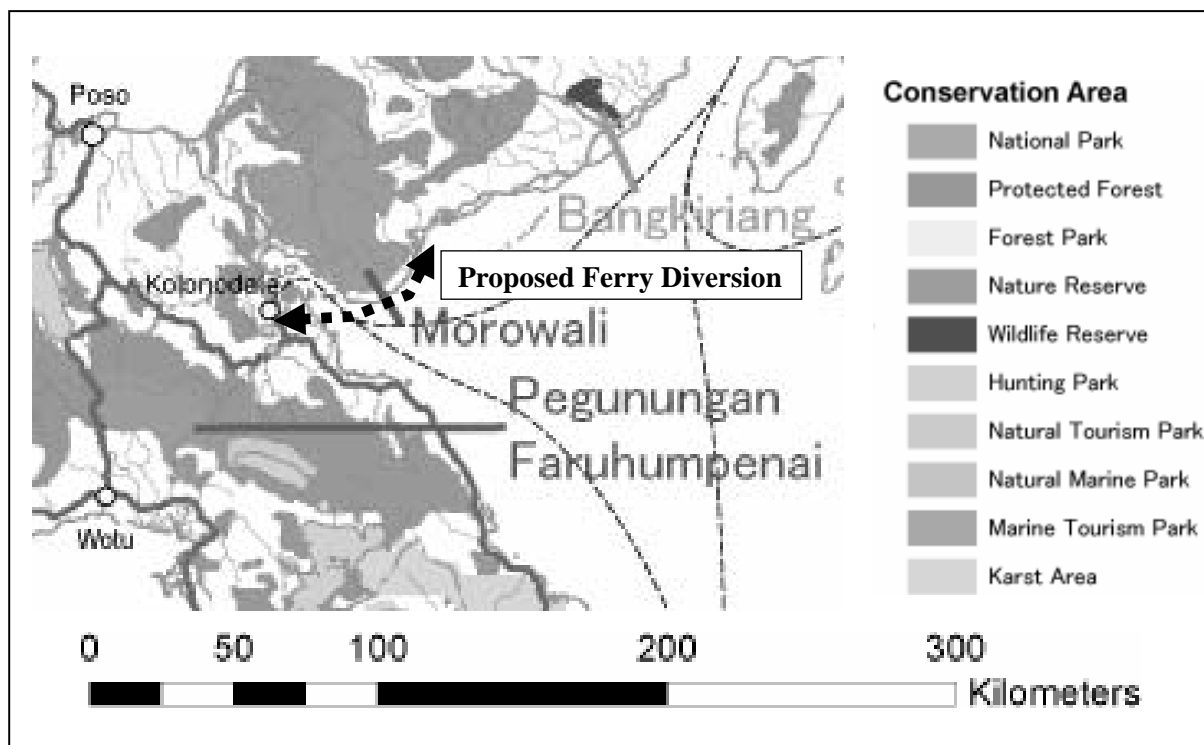 Poso
Kolonodele
Wotu
Bangkiriang
Proposed Ferry Diversion
Morowali
Pegunungan
Faruhumpenai
Conservation Area
National Park
Protected Forest
Forest Park
Nature Reserve
Wildlife Reserve
Hunting Park
Natural Tourism Park
Natural Marine Park
Marine Tourism Park
Karst Area
0 50 100 200 300
Kilometers